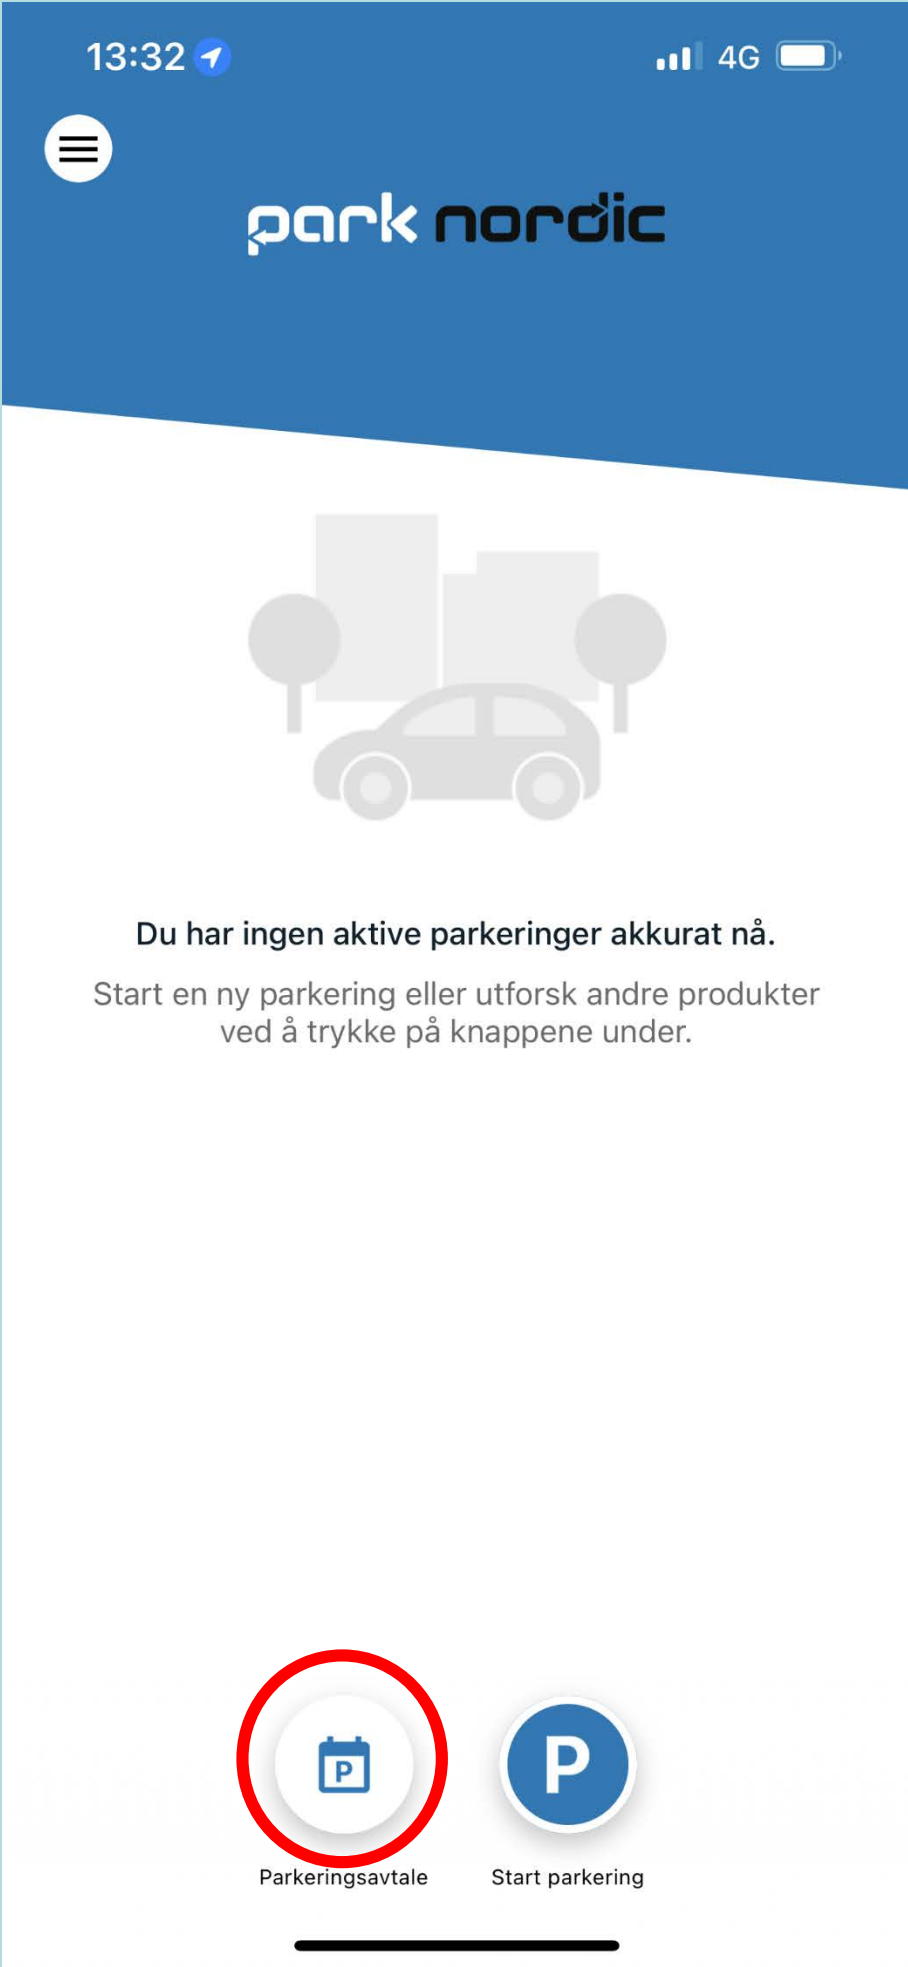 13:32
4G
park nordic
Du har ingen aktive parkeringer akkurat nå.
Start en ny parkering eller utforsk andre produkter
ved å trykke på knappene under.
P
P
Parkeringsavtale
Start parkering